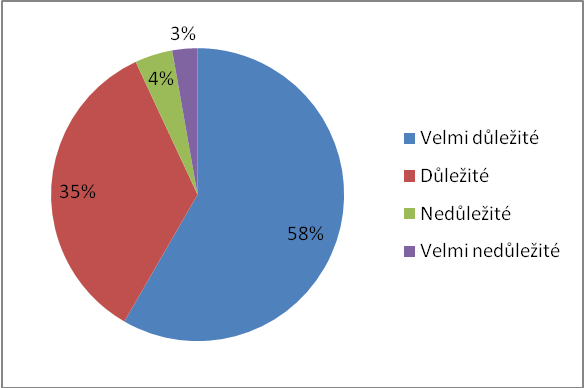 3%
4%
35%
58%
Velmi důležité
Důležité
Nedůležité
Velmi nedůležité